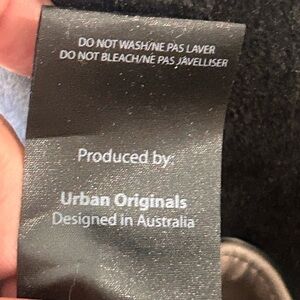 DO NOT WASH/NE PAS LAVER
DO NOT BLEACH/NE PAS JAVELLISER
Produced by:
Urban Originals
Designed in Australia